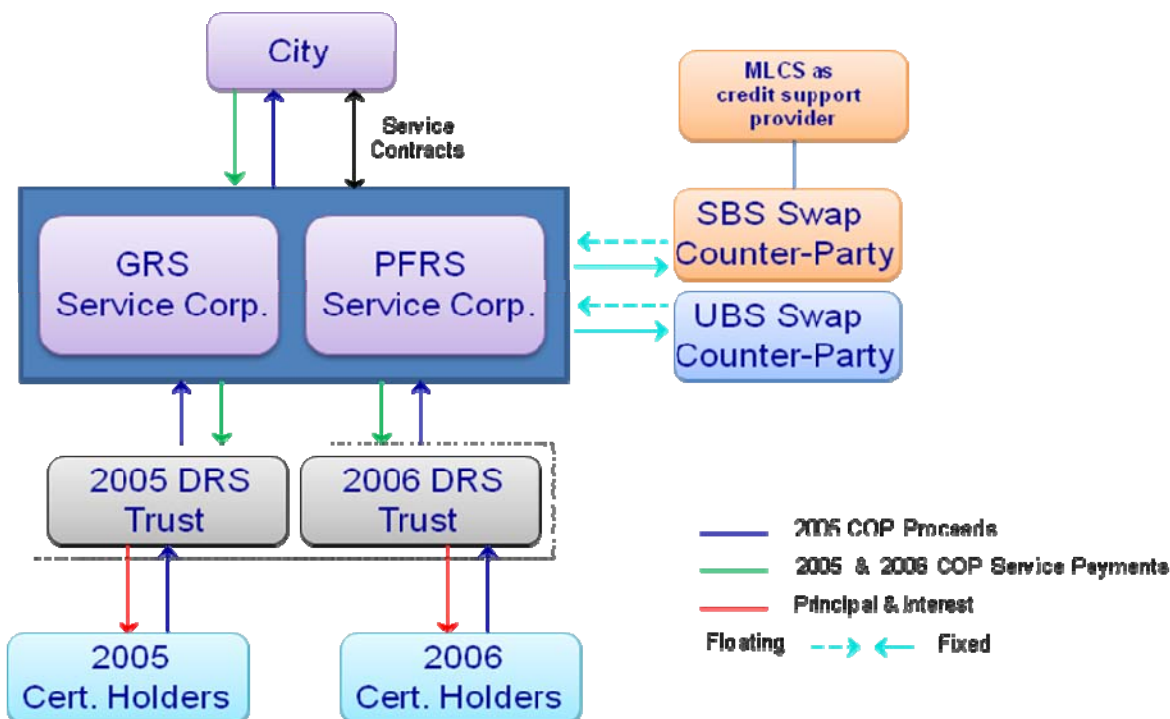 City
MLCS as
credit support
provider
Service
Contracts
GRS
Service Corp.
PFRS
Service Corp.
SBS Swap
Counter-Party
UBS Swap
Counter-Party
2005 DRS
Trust
2006 DRS
Trust
2005 COP Proceeds
2005 & 2006 COP Service Payments
Principal & Interest
Floating Fixed
2005
Cert. Holders
2006
Cert. Holders